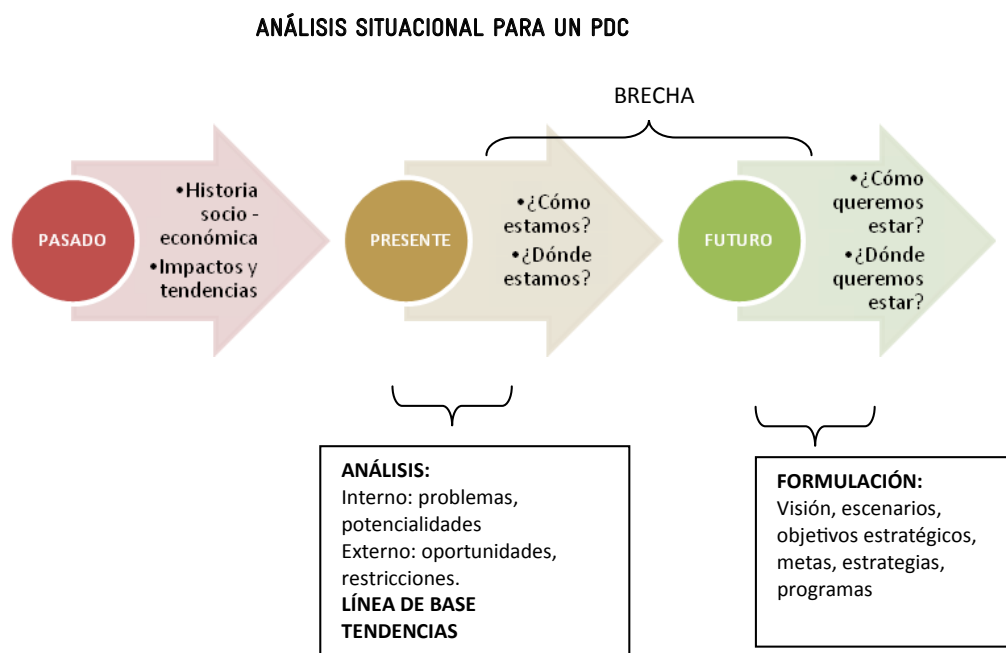 ANÁLISIS SITUACIONAL PARA UN PDC
BRECHA
PASADO
•Historia
socio -
económica
•Impactos y
tendencias
PRESENTE
•¿Cómo
estamos?
•¿Dónde
estamos?
FUTURO
•¿Cómo
queremos
estar?
•¿Dónde
queremos
estar?
ANÁLISIS:
Interno: problemas,
potencialidades
Externo: oportunidades,
restricciones.
LÍNEA DE BASE
TENDENCIAS
FORMULACIÓN:
Visión, escenarios,
objetivos estratégicos,
metas, estrategias,
programas